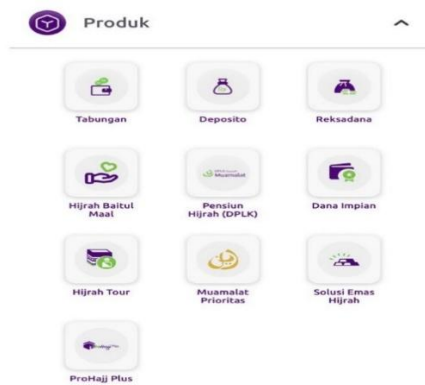 Produk
Tabungan
Deposito
Reksadana
Hijrah Baitul
Maal
Muamalat
Pensiun
Hijrah (DPLK)
Dana Impian
Hijrah Tour
Muamalat
Prioritas
Solusi Emas
Hijrah
ProHajj Plus